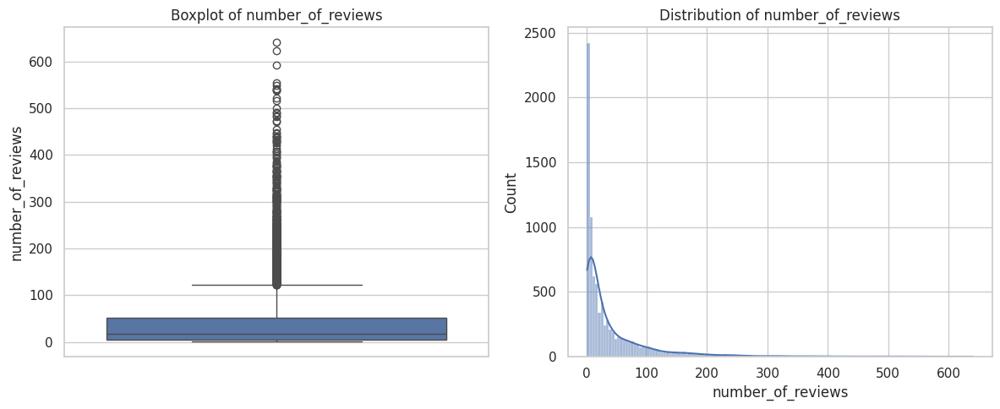 Boxplot of number_of_reviews
number_of_reviews
600
500
400
300
200
100
0
Distribution of number_of_reviews
Count
2500
2000
1500
1000
500
0
0 100 200 300 400 500 600
number_of_reviews